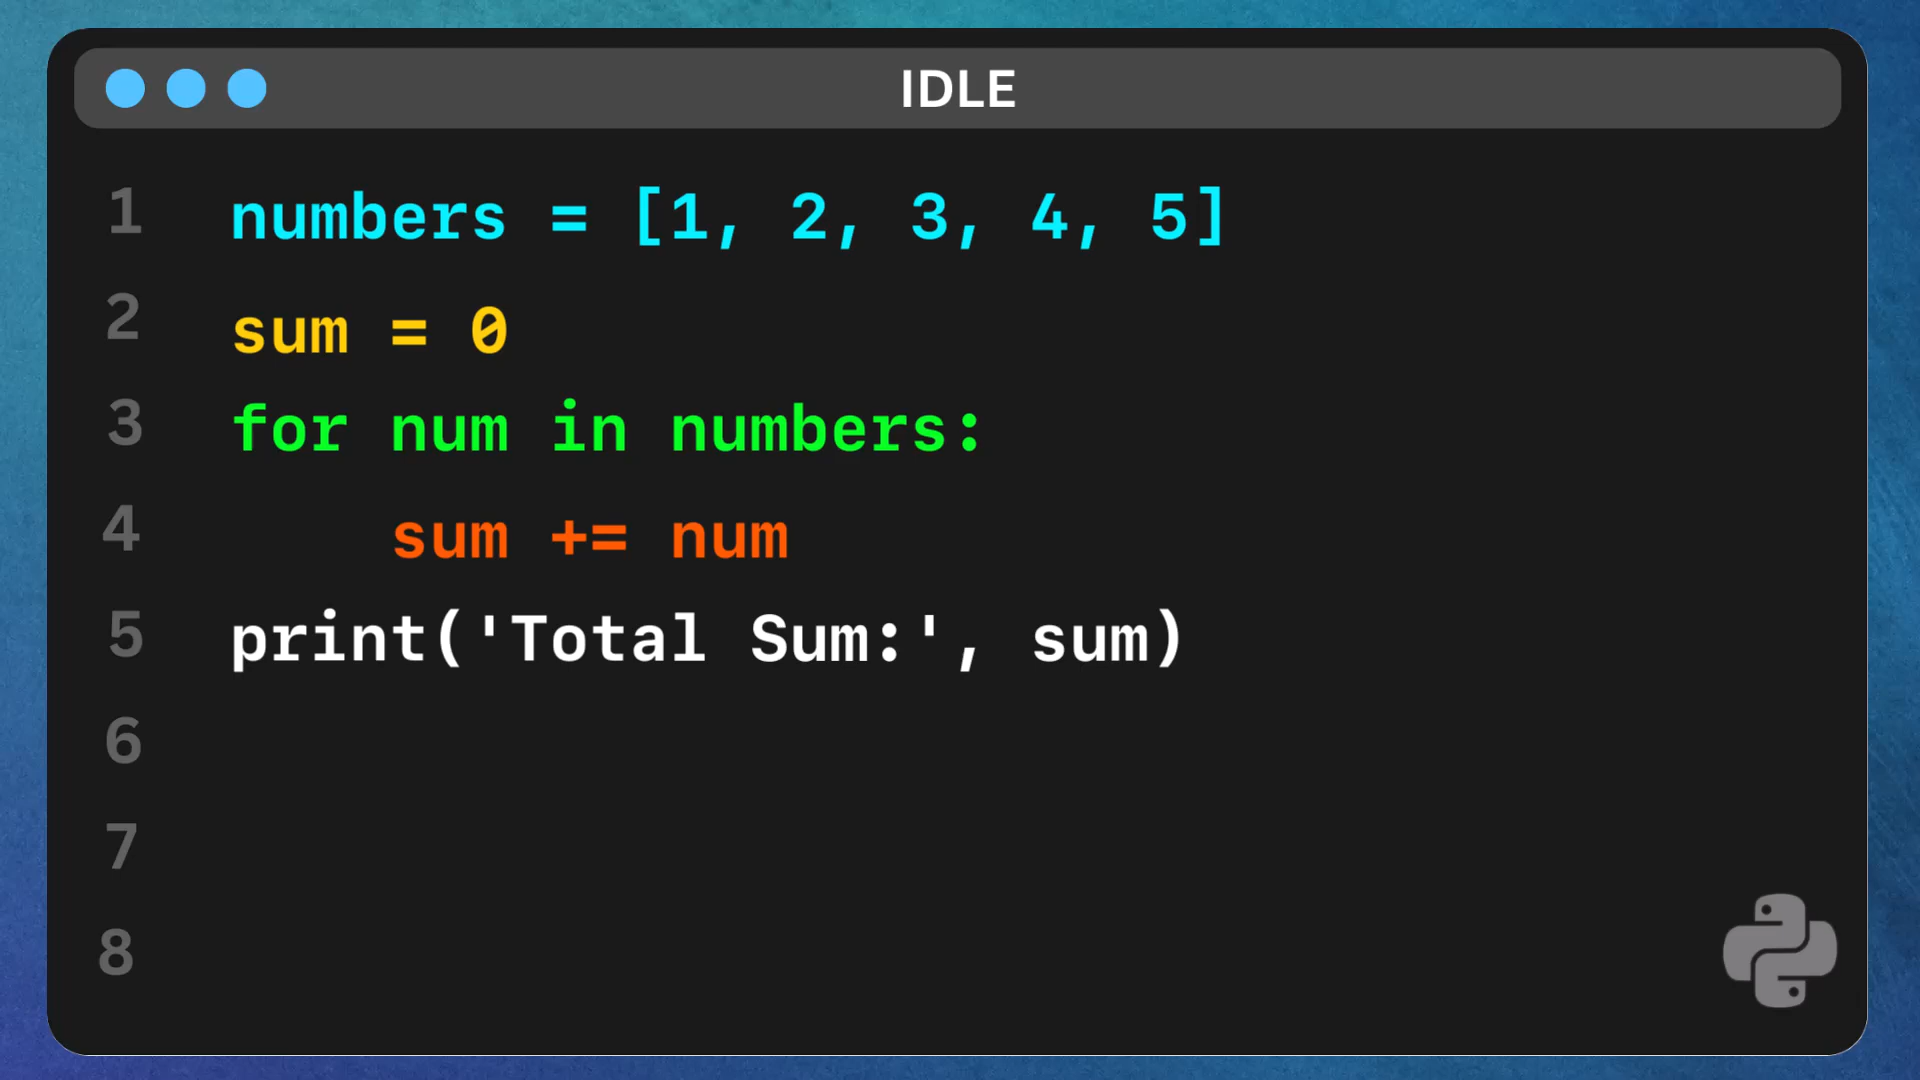 IDLE
1 numbers = [1, 2, 3, 4, 5]
2 sum = 0
3 for num in numbers:
4     sum += num
5 print('Total Sum:', sum)
6
7
8